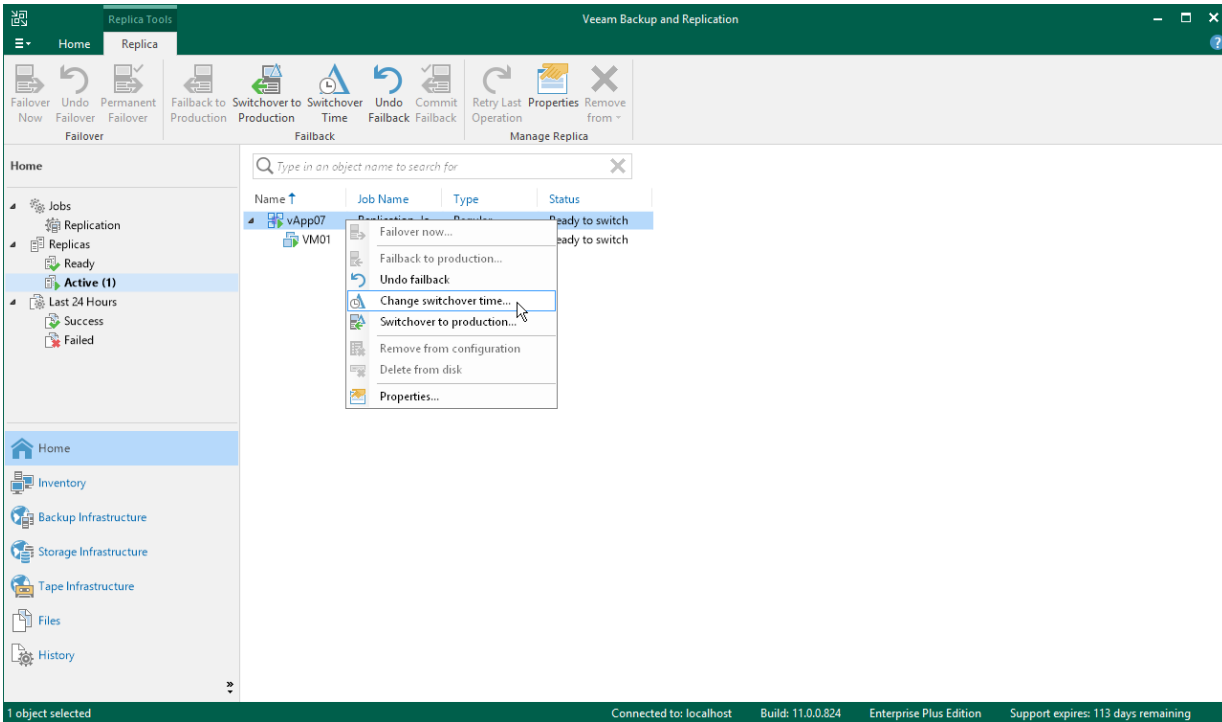 Replica Tools
Veeam Backup and Replication
Home
Replica
Failover Now
Undo Failover
Permanent Failover
Failback to Production
Switchover to Production
Switchover Time
Undo Failback
Commit Failback
Retry Last Operation
Properties
Remove from
Failover
Failback
Manage Replica
Home
Jobs
Replication
Replicas
Ready
Active (1)
Last 24 Hours
Success
Failed
Type in an object name to search for
Name Job Name Type Status
vApp07 Ready to switch
VM01 eady to switch
Failover now...
Failback to production...
Undo failback
Change switchover time...
Switchover to production...
Remove from configuration
Delete from disk
Properties...
Home
Inventory
Backup Infrastructure
Storage Infrastructure
Tape Infrastructure
Files
History
1 object selected
Connected to: localhost
Build: 11.0.0.824
Enterprise Plus Edition
Support expires: 113 days remaining